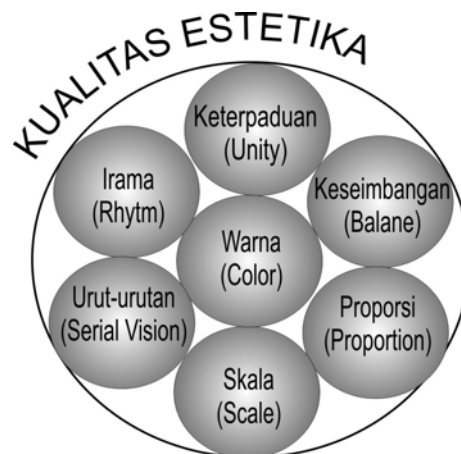 KUALITAS ESTETIKA
Keterpaduan
(Unity)
Irama
(Rhytm)
Keseimbangan
(Balane)
Warna
(Color)
Urut-urutan
(Serial Vision)
Proporsi
(Proportion)
Skala
(Scale)